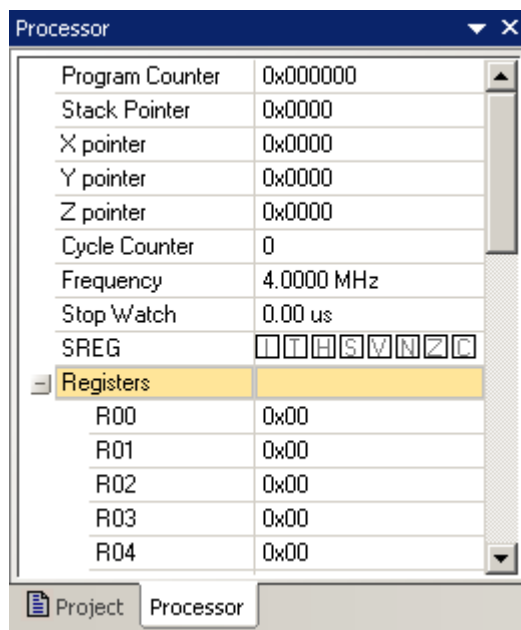 Processor
Program Counter 0x000000
Stack Pointer 0x0000
X pointer 0x0000
Y pointer 0x0000
Z pointer 0x0000
Cycle Counter 0
Frequency 4.0000 MHz
Stop Watch 0.00 us
SREG I T H S V N Z C
Registers
R00 0x00
R01 0x00
R02 0x00
R03 0x00
R04 0x00
Project Processor